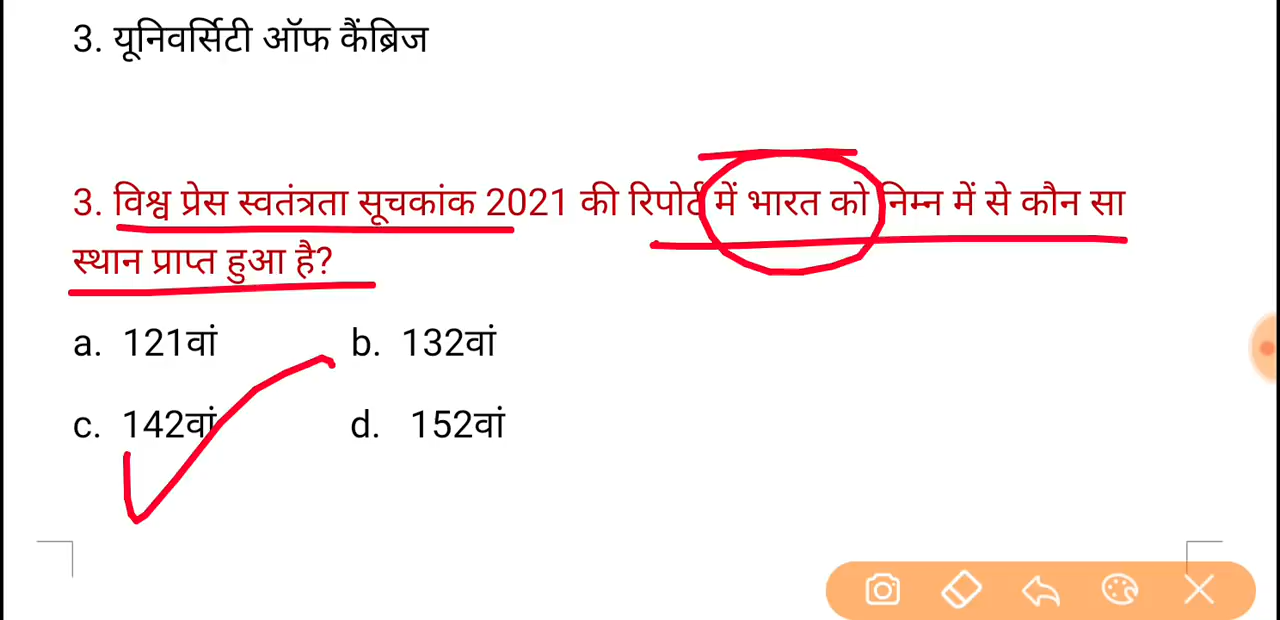 3. यूनिवर्सिटी ऑफ कैंब्रिज
3. विश्व प्रेस स्वतंत्रता सूचकांक 2021 की रिपोर्ट में भारत को निम्न में से कौन सा
स्थान प्राप्त हुआ है?
a. 121वां b. 132वां
c. 142वां d. 152वां